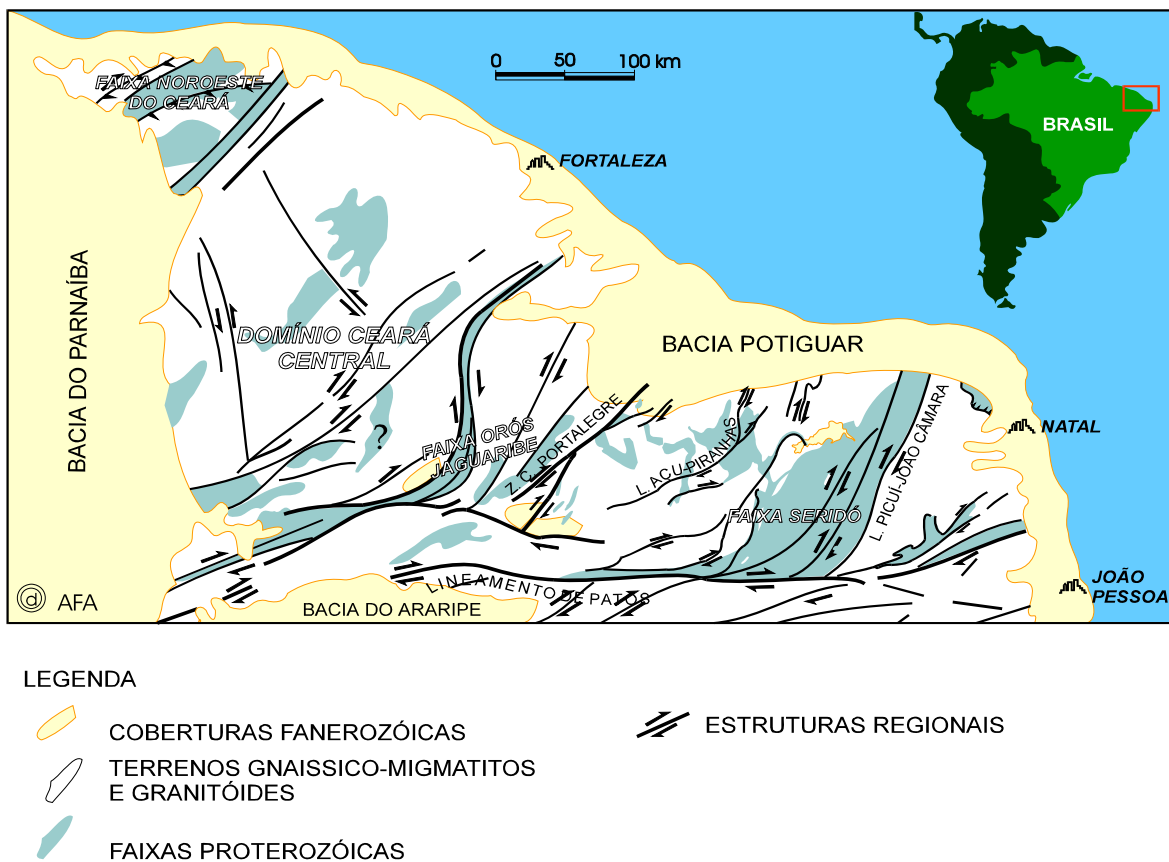 FAIXA NOROESTE
DO CEARÁ
0 50 100 km
BRASIL
FORTALEZA
BACIA DO PARNAÍBA
DOMÍNIO CEARÁ
CENTRAL
BACIA POTIGUAR
?
FAIXA ORÓS
JAGUARIBE
Z. C. PORTALEGRE
L. AÇU-PIRANHAS
L. PICUÍ-JOÃO CÂMARA
NATAL
FAIXA SERIDÓ
LINEAMENTO DE PATOS
JOÃO
PESSOA
BACIA DO ARARIPE
@ AFA
LEGENDA
COBERTURAS FANEROZÓICAS
ESTRUTURAS REGIONAIS
TERRENOS GNAISSICO-MIGMATITOS
E GRANITÓIDES
FAIXAS PROTEROZÓICAS